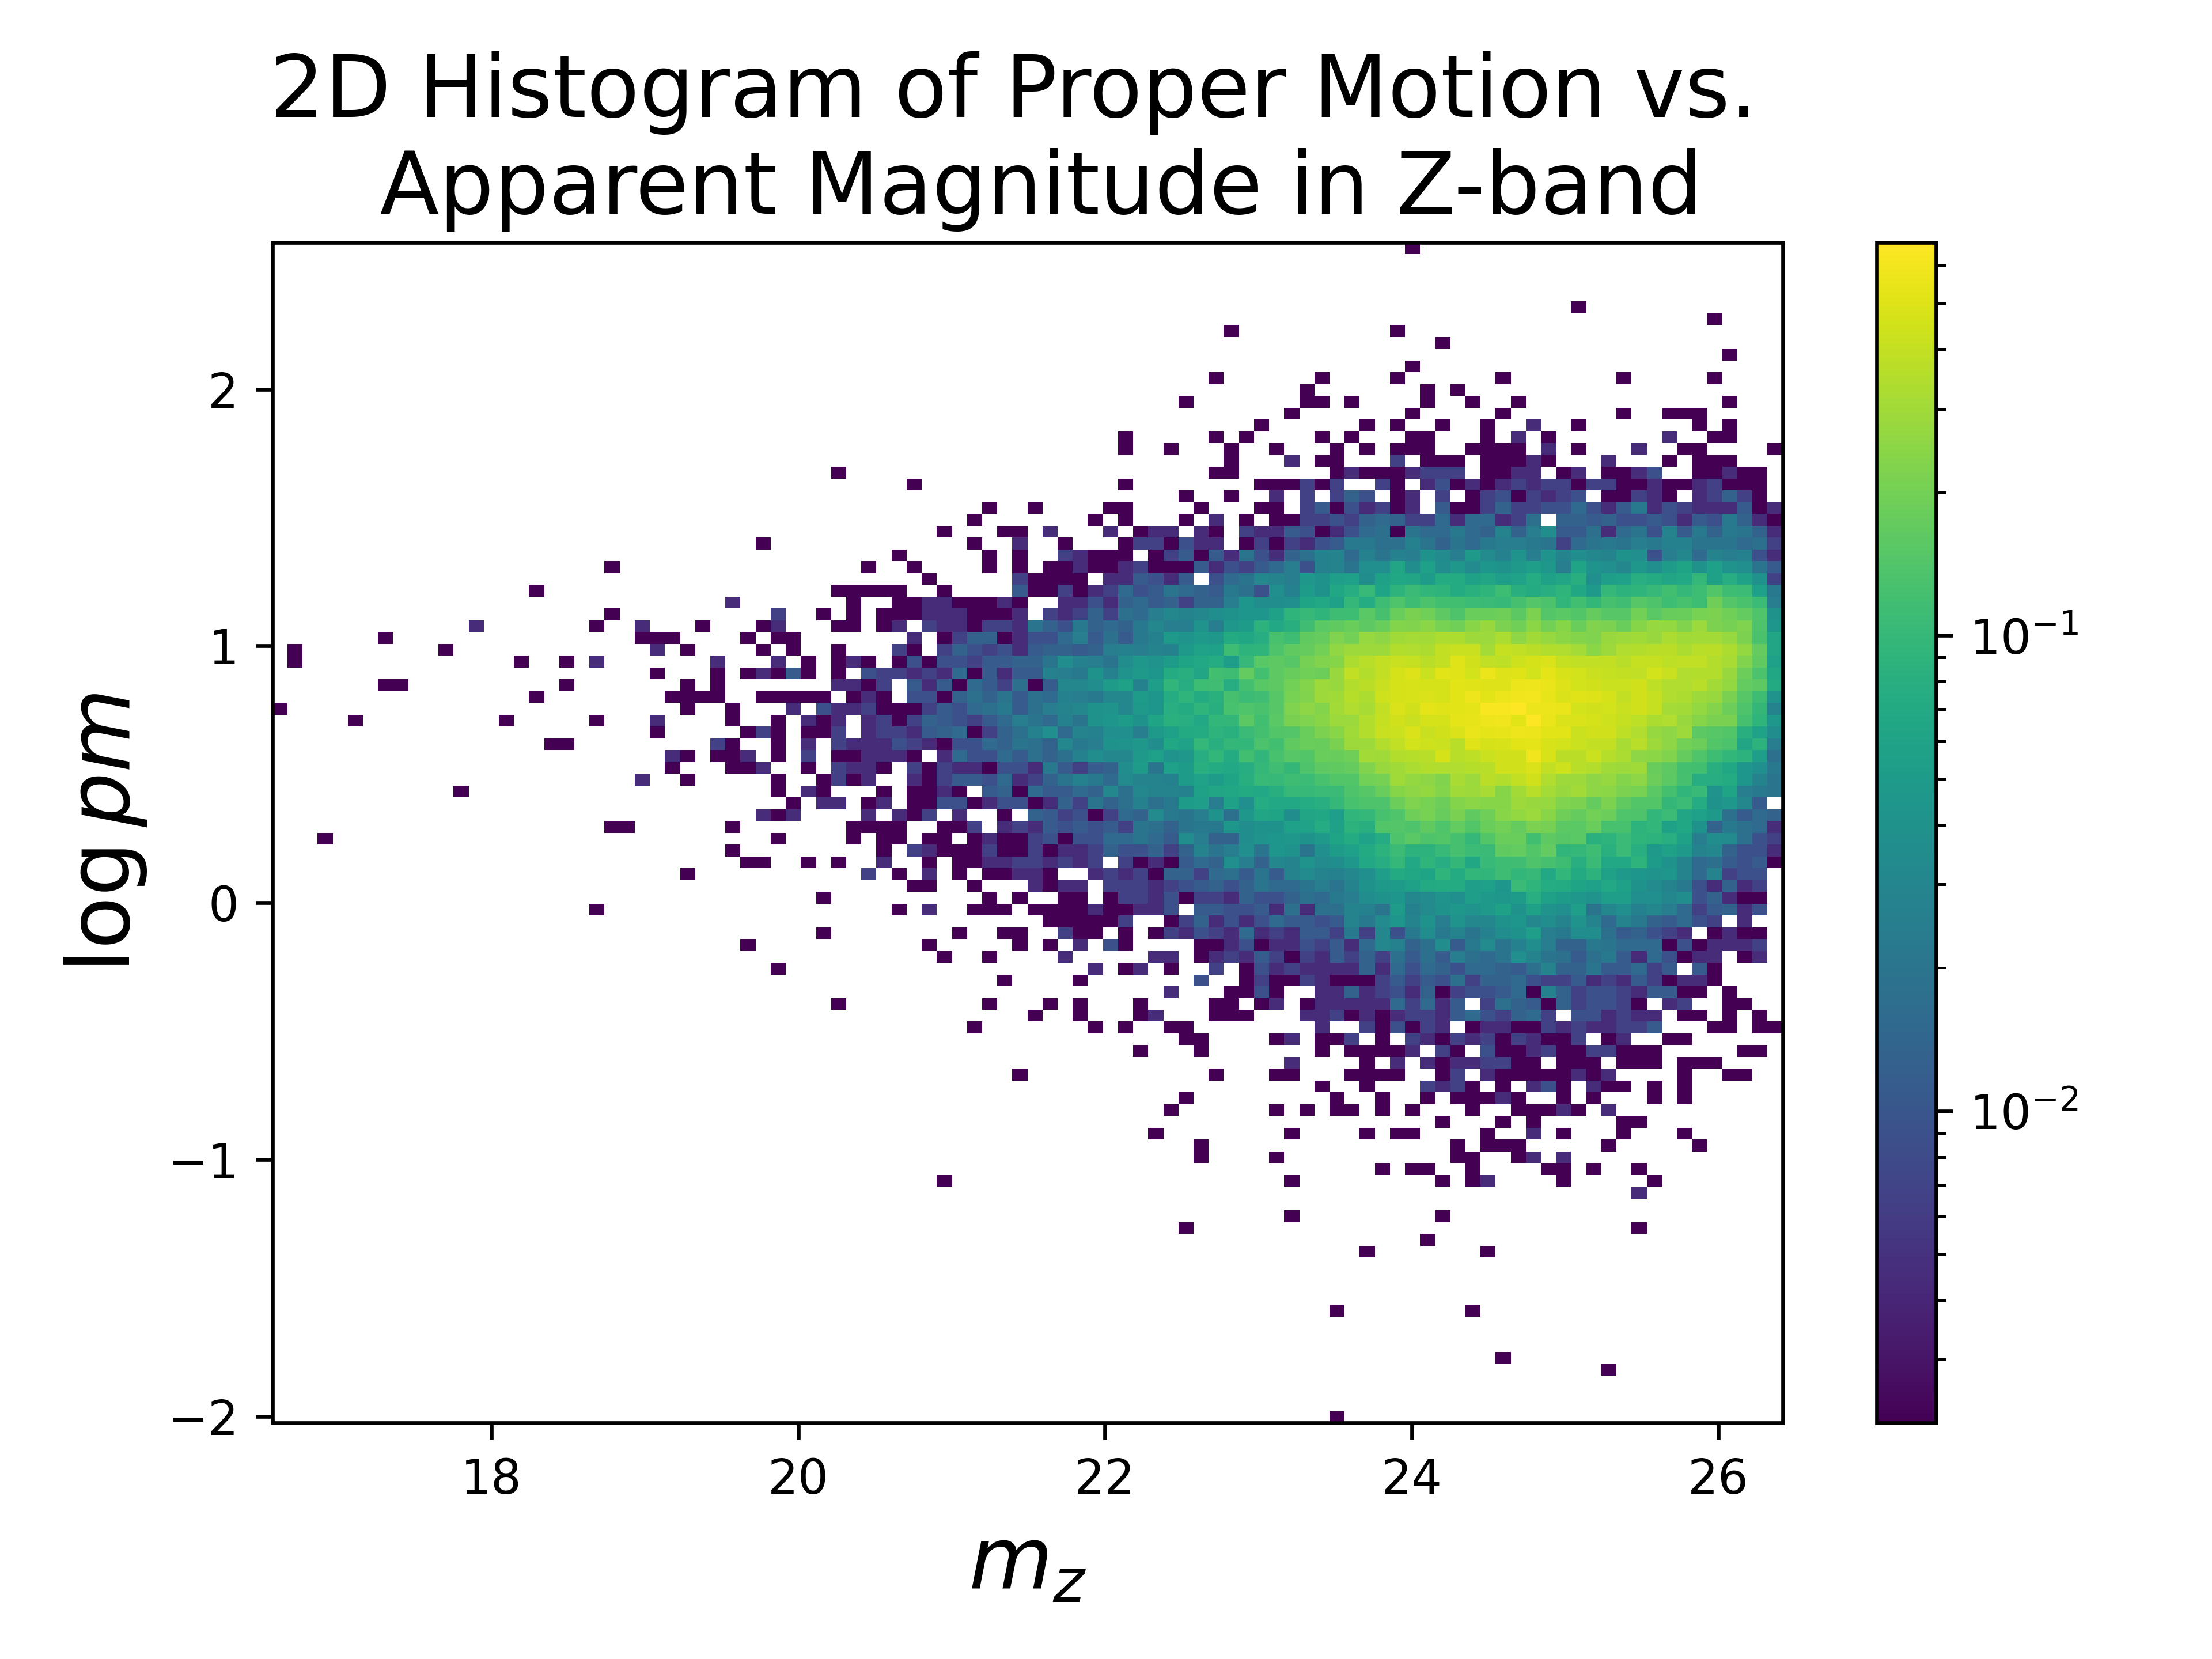 2D Histogram of Proper Motion vs.
Apparent Magnitude in Z-band
2
1
0
−1
−2
log pm
18 20 22 24 26
m_z
10⁻¹
10⁻²